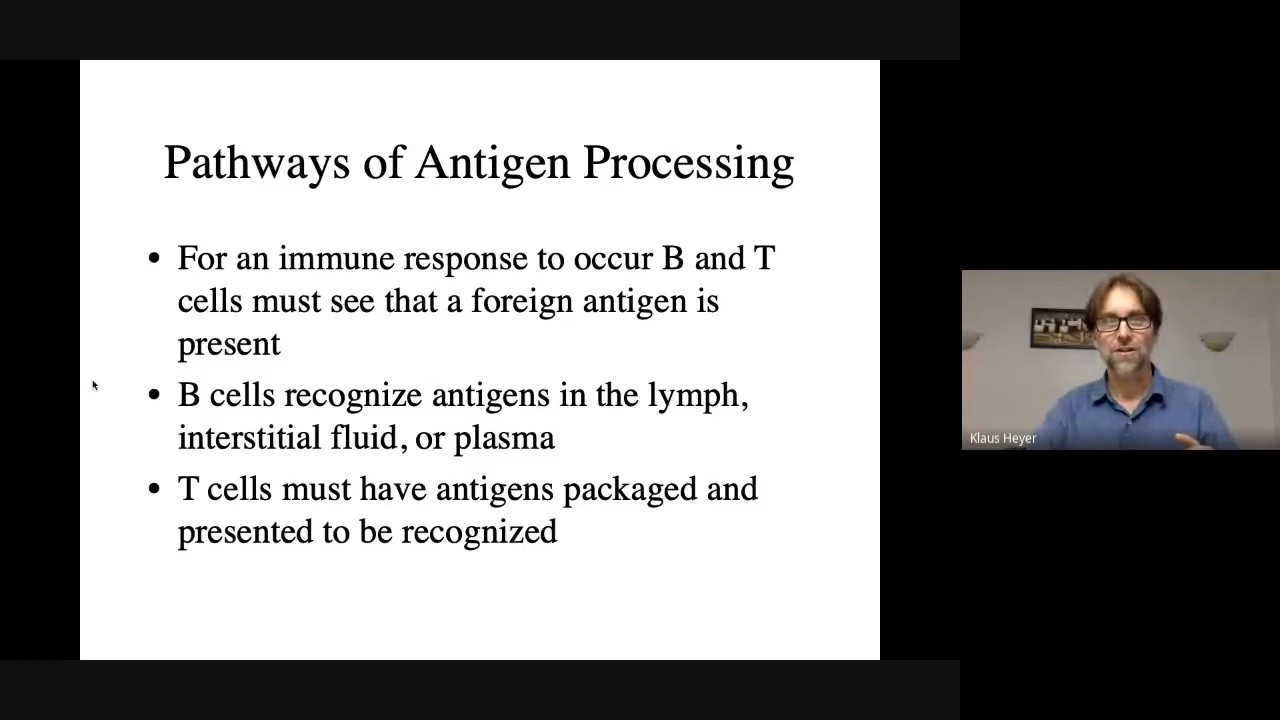 Pathways of Antigen Processing
• For an immune response to occur B and T
cells must see that a foreign antigen is
present
• B cells recognize antigens in the lymph,
interstitial fluid, or plasma
• T cells must have antigens packaged and
presented to be recognized
Klaus Heyer